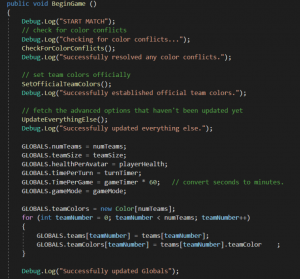 public void BeginGame ()
{
Debug.Log("START MATCH");
// check for color conflicts
Debug.Log("Checking for color conflicts...");
CheckForColorConflicts();
Debug.Log("Successfully resolved any color conflicts.");
// set team colors officially
SetOfficialTeamColors();
Debug.Log("Successfully established official team colors.");
// fetch the advanced options that haven't been updated yet
UpdateEverythingElse();
Debug.Log("Successfully updated everything else.");
GLOBALS.numTeams = numTeams;
GLOBALS.teamSize = teamSize;
GLOBALS.healthPerAvatar = playerHealth;
GLOBALS.timePerTurn = turnTimer;
GLOBALS.TimePerGame = gameTimer * 60; // convert seconds to minutes.
GLOBALS.gameMode = gameMode;
GLOBALS.teamColors = new Color[numTeams];
for (int teamNumber = 0; teamNumber < numTeams; teamNumber++)
{
GLOBALS.teams[teamNumber] = teams[teamNumber];
GLOBALS.teamColors[teamNumber] = teams[teamNumber].teamColor ;
}
Debug.Log("Successfully updated Globals");